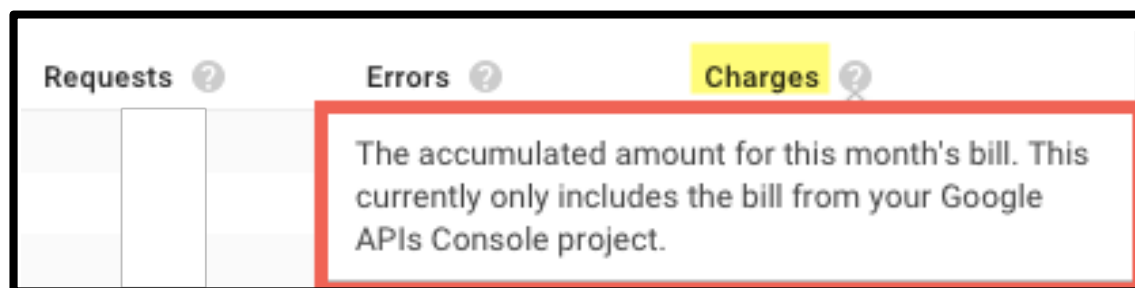 Requests ? Errors ? Charges ?
The accumulated amount for this month's bill. This
currently only includes the bill from your Google
APIs Console project.